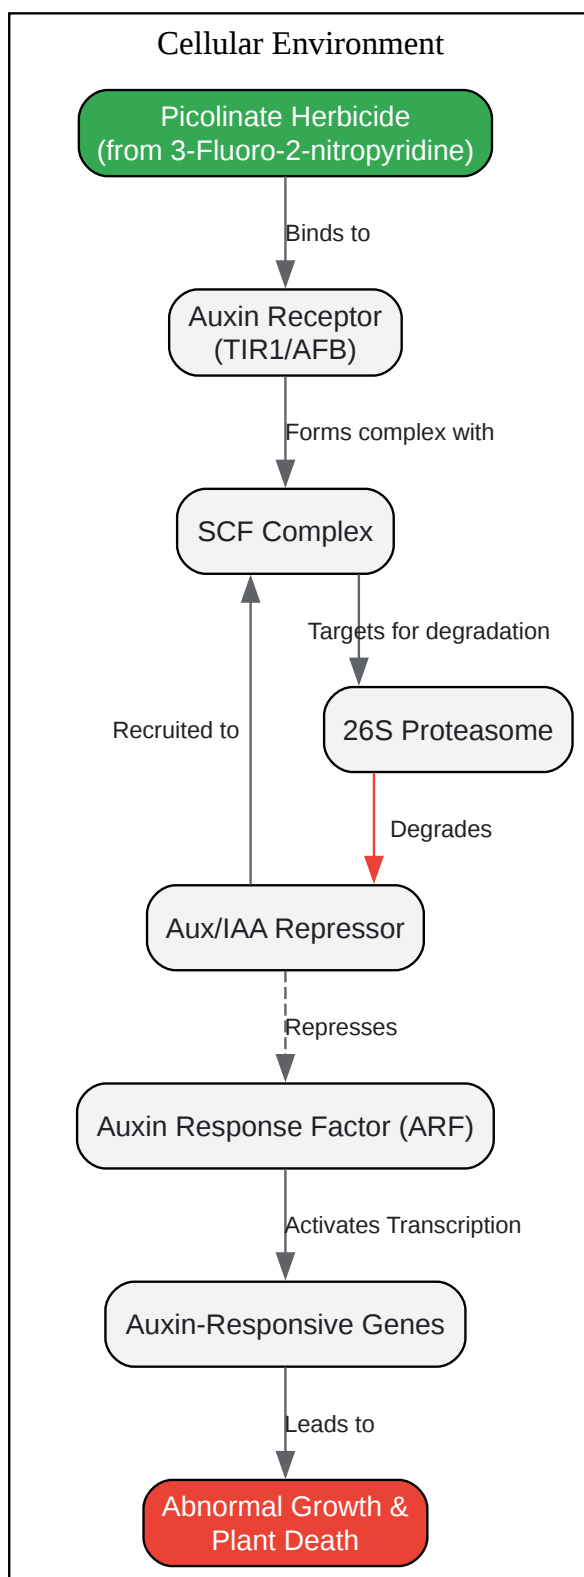 Cellular Environment
Picolinate Herbicide
(from 3-Fluoro-2-nitropyridine)
Binds to
Auxin Receptor
(TIR1/AFB)
Forms complex with
SCF Complex
Targets for degradation
Recruited to
26S Proteasome
Degrades
Aux/IAA Repressor
Represses
Auxin Response Factor (ARF)
Activates Transcription
Auxin-Responsive Genes
Leads to
Abnormal Growth &
Plant Death